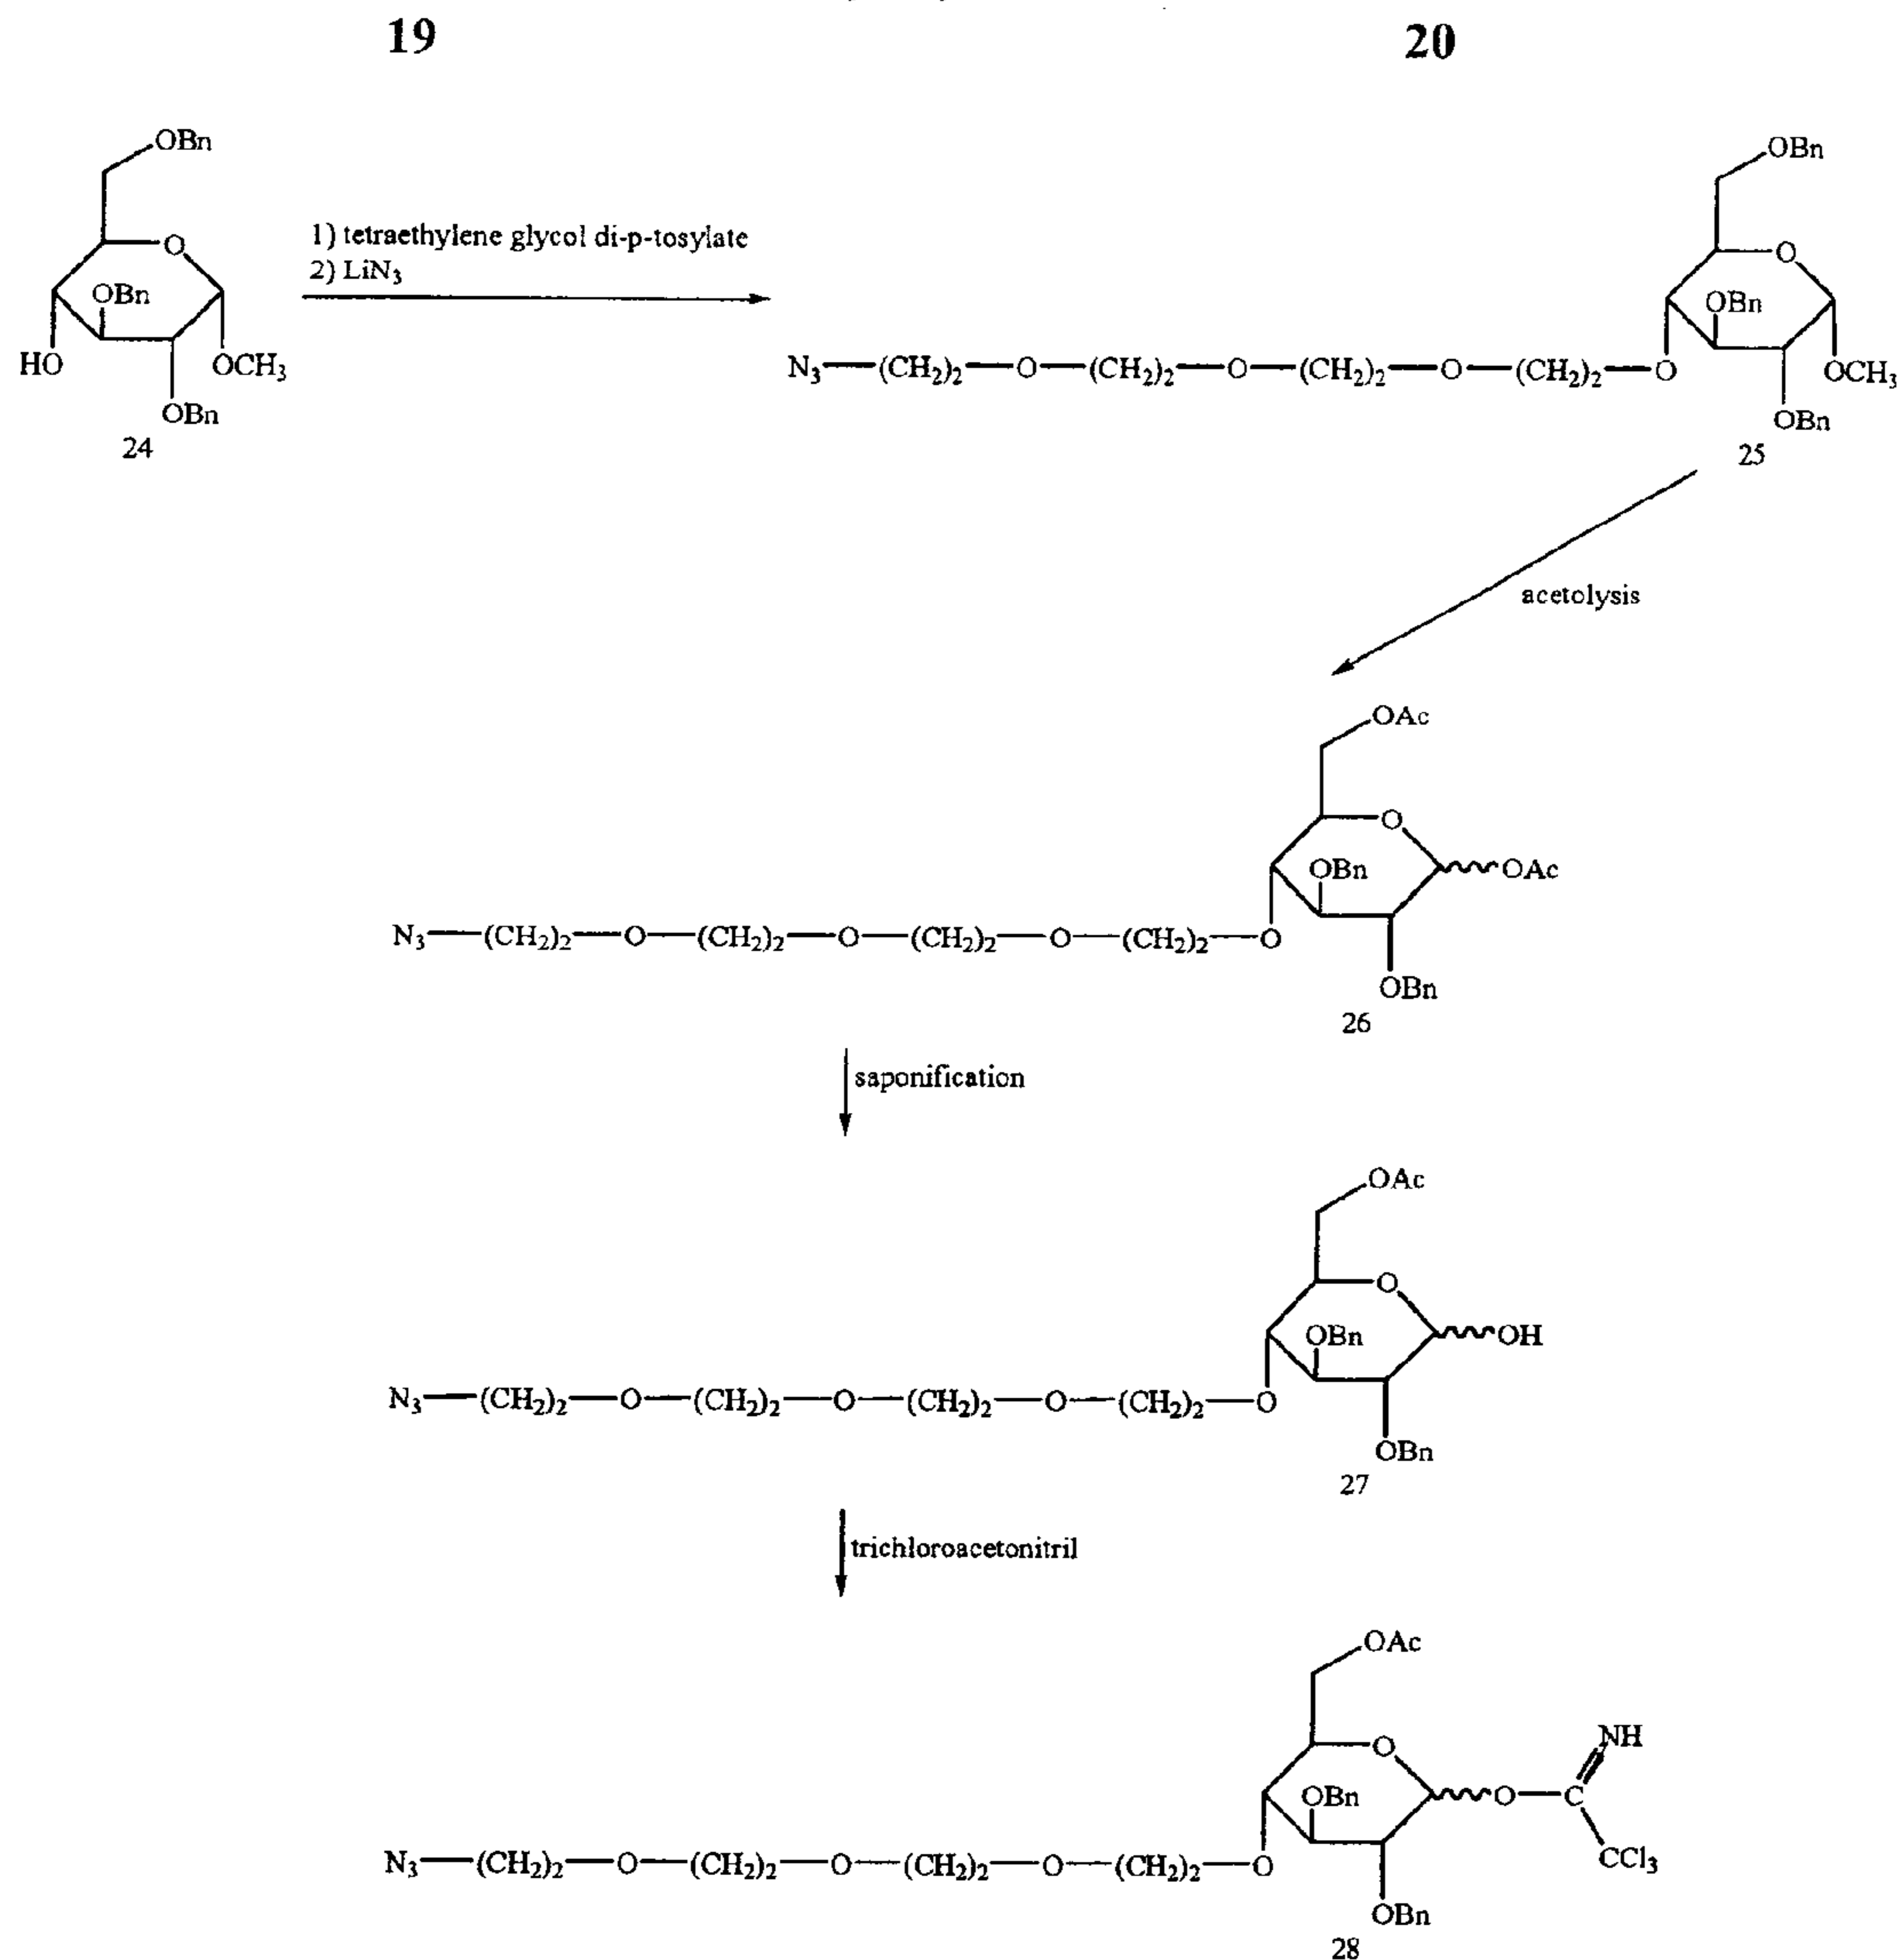 19
20
OBn
O
OBn
HO
OCH₃
OBn
24
1) tetraethylene glycol di-p-tosylate
2) LiN₃
OBn
O
OBn
N₃—(CH₂)₂—O—(CH₂)₂—O—(CH₂)₂—O—(CH₂)₂—O
OCH₃
OBn
25
acetolysis
OAc
O
OBn
OAc
N₃—(CH₂)₂—O—(CH₂)₂—O—(CH₂)₂—O—(CH₂)₂—O
OBn
26
saponification
OAc
O
OBn
OH
N₃—(CH₂)₂—O—(CH₂)₂—O—(CH₂)₂—O—(CH₂)₂—O
OBn
27
trichloroacetonitril
OAc
O
NH
OBn
O—C
N₃—(CH₂)₂—O—(CH₂)₂—O—(CH₂)₂—O—(CH₂)₂—O
CCl₃
OBn
28